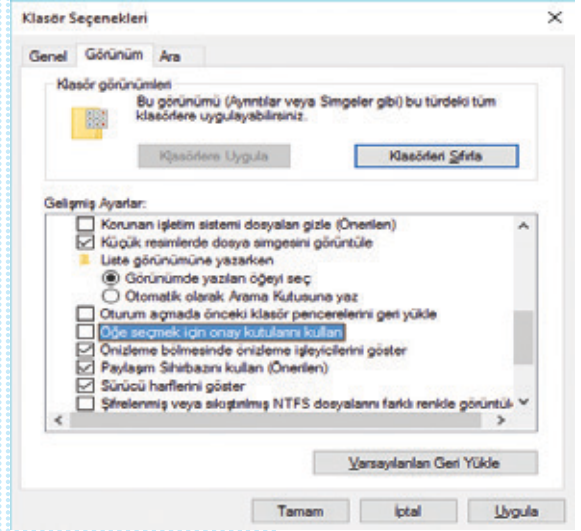 Klasör Seçenekleri
Genel Görünüm Ara
Klasör görünümleri
Bu görünümü (Ayrıntılar veya Simgeler gibi) bu türdeki tüm
klasörlere uygulayabilirsiniz.
Klasörlere Uygula Klasörleri Sıfırla
Gelişmiş Ayarlar:
Korunan işletim sistemi dosyaları gizle (Önerilen)
Küçük resimlerde dosya simgesini görüntüle
Liste görünümüne yazarken
Görünümde yazılan öğeyi seç
Otomatik olarak Arama Kutusuna yaz
Oturum açmada önceki klasör pencerelerini geri yükle
Öğe seçmek için onay kutularını kullan
Önizleme bölmesinde önizleme işleyicilerini göster
Paylaşım Sihirbazını kullan (Önerilen)
Sürücü harflerini göster
Şifrelenmiş veya sıkıştırılmış NTFS dosyalarını farklı renkle görüntül
Varsayılanları Geri Yükle
Tamam İptal Uygula